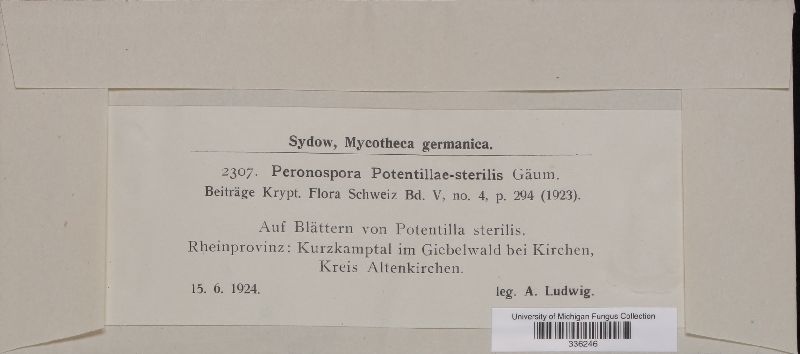 Sydow, Mycotheca germanica.
2307. Peronospora Potentillae-sterilis Gäum.
Beiträge Krypt. Flora Schweiz Bd. V, no. 4, p. 294 (1923).
Auf Blättern von Potentilla sterilis.
Rheinprovinz: Kurzkamptal im Giebelwald bei Kirchen,
Kreis Altenkirchen.
15. 6. 1924. leg. A. Ludwig.
University of Michigan Fungus Collection
336246